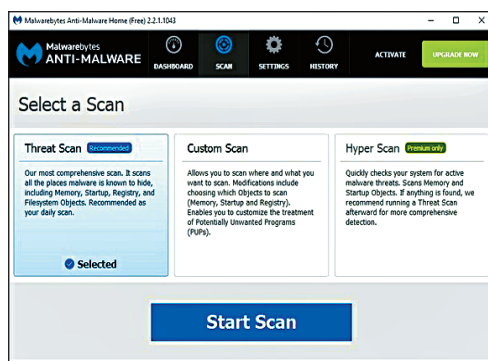 Malwarebytes Anti-Malware Home (Free) 2.2.1.1043
Malwarebytes
ANTI-MALWARE
DASHBOARD
SCAN
SETTINGS
HISTORY
ACTIVATE
UPGRADE NOW
Select a Scan
Threat Scan Recommended
Our most comprehensive scan. It scans
all the places malware is known to hide,
including Memory, Startup, Registry, and
Filesystem Objects. Recommended as
your daily scan.
Selected
Custom Scan
Allows you to scan where and what you
want to scan. Modifications include
choosing which Objects to scan
(Memory, Startup and Registry).
Enables you to customize the treatment
of Potentially Unwanted Programs
(PUPs).
Hyper Scan Premium only
Quickly checks your system for active
malware threats. Scans Memory and
Startup Objects. If anything is found, we
recommend running a Threat Scan
afterward for more comprehensive
detection.
Start Scan